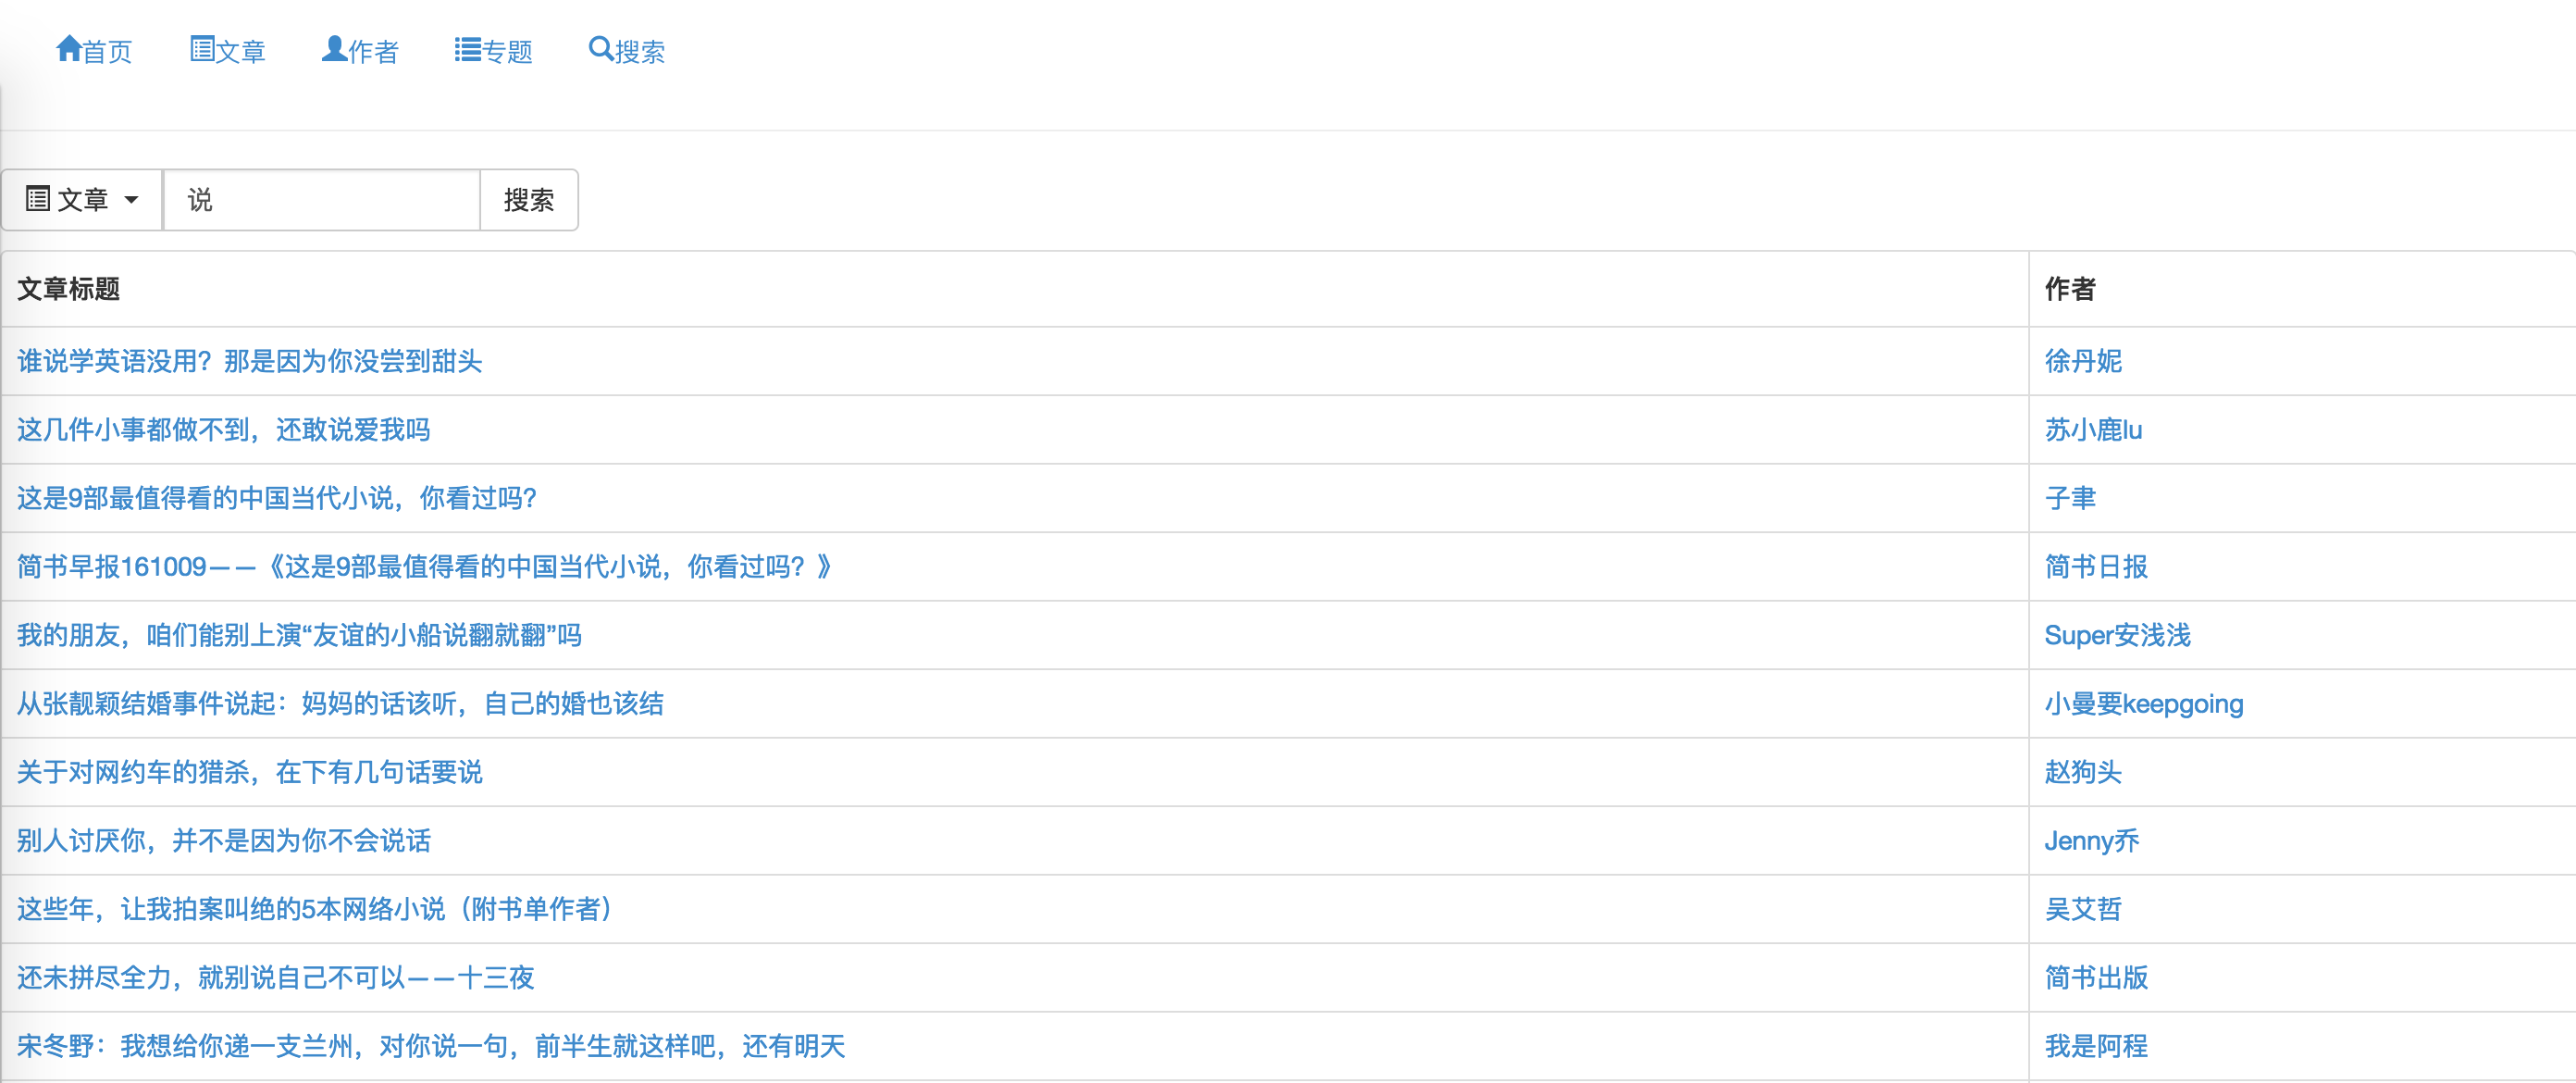 首页 文章 作者 专题 搜索
文章 说 搜索
文章标题 作者
谁说学英语没用？那是因为你没尝到甜头 徐丹妮
这几件小事都做不到，还敢说爱我吗 苏小鹿lu
这是9部最值得看的中国当代小说，你看过吗? 子聿
简书早报161009——《这是9部最值得看的中国当代小说，你看过吗？》 简书日报
我的朋友，咱们能别上演“友谊的小船说翻就翻”吗 Super安浅浅
从张靓颖结婚事件说起：妈妈的话该听，自己的婚也该结 小曼要keepgoing
关于对网约车的猎杀，在下有几句话要说 赵狗头
别人讨厌你，并不是因为你不会说话 Jenny乔
这些年，让我拍案叫绝的5本网络小说（附书单作者） 吴艾哲
还未拼尽全力，就别说自己不可以——十三夜 简书出版
宋冬野：我想给你递一支兰州，对你说一句，前半生就这样吧，还有明天 我是阿程